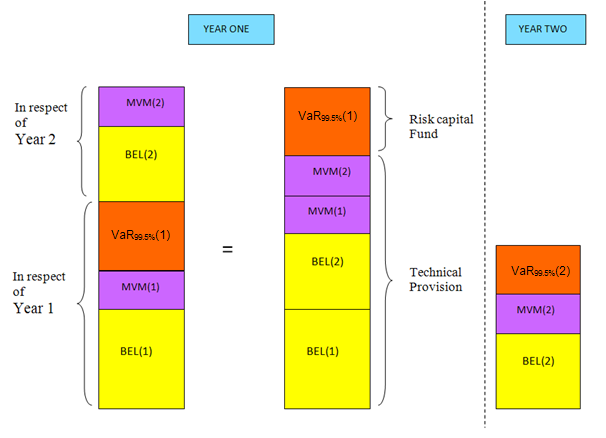 YEAR ONE
YEAR TWO
In respect
of
Year 2
MVM(2)
BEL(2)
In respect
of
Year 1
VaR99.5%(1)
MVM(1)
BEL(1)
=
VaR99.5%(1)
MVM(2)
MVM(1)
BEL(2)
BEL(1)
Risk capital
Fund
Technical
Provision
VaR99.5%(2)
MVM(2)
BEL(2)